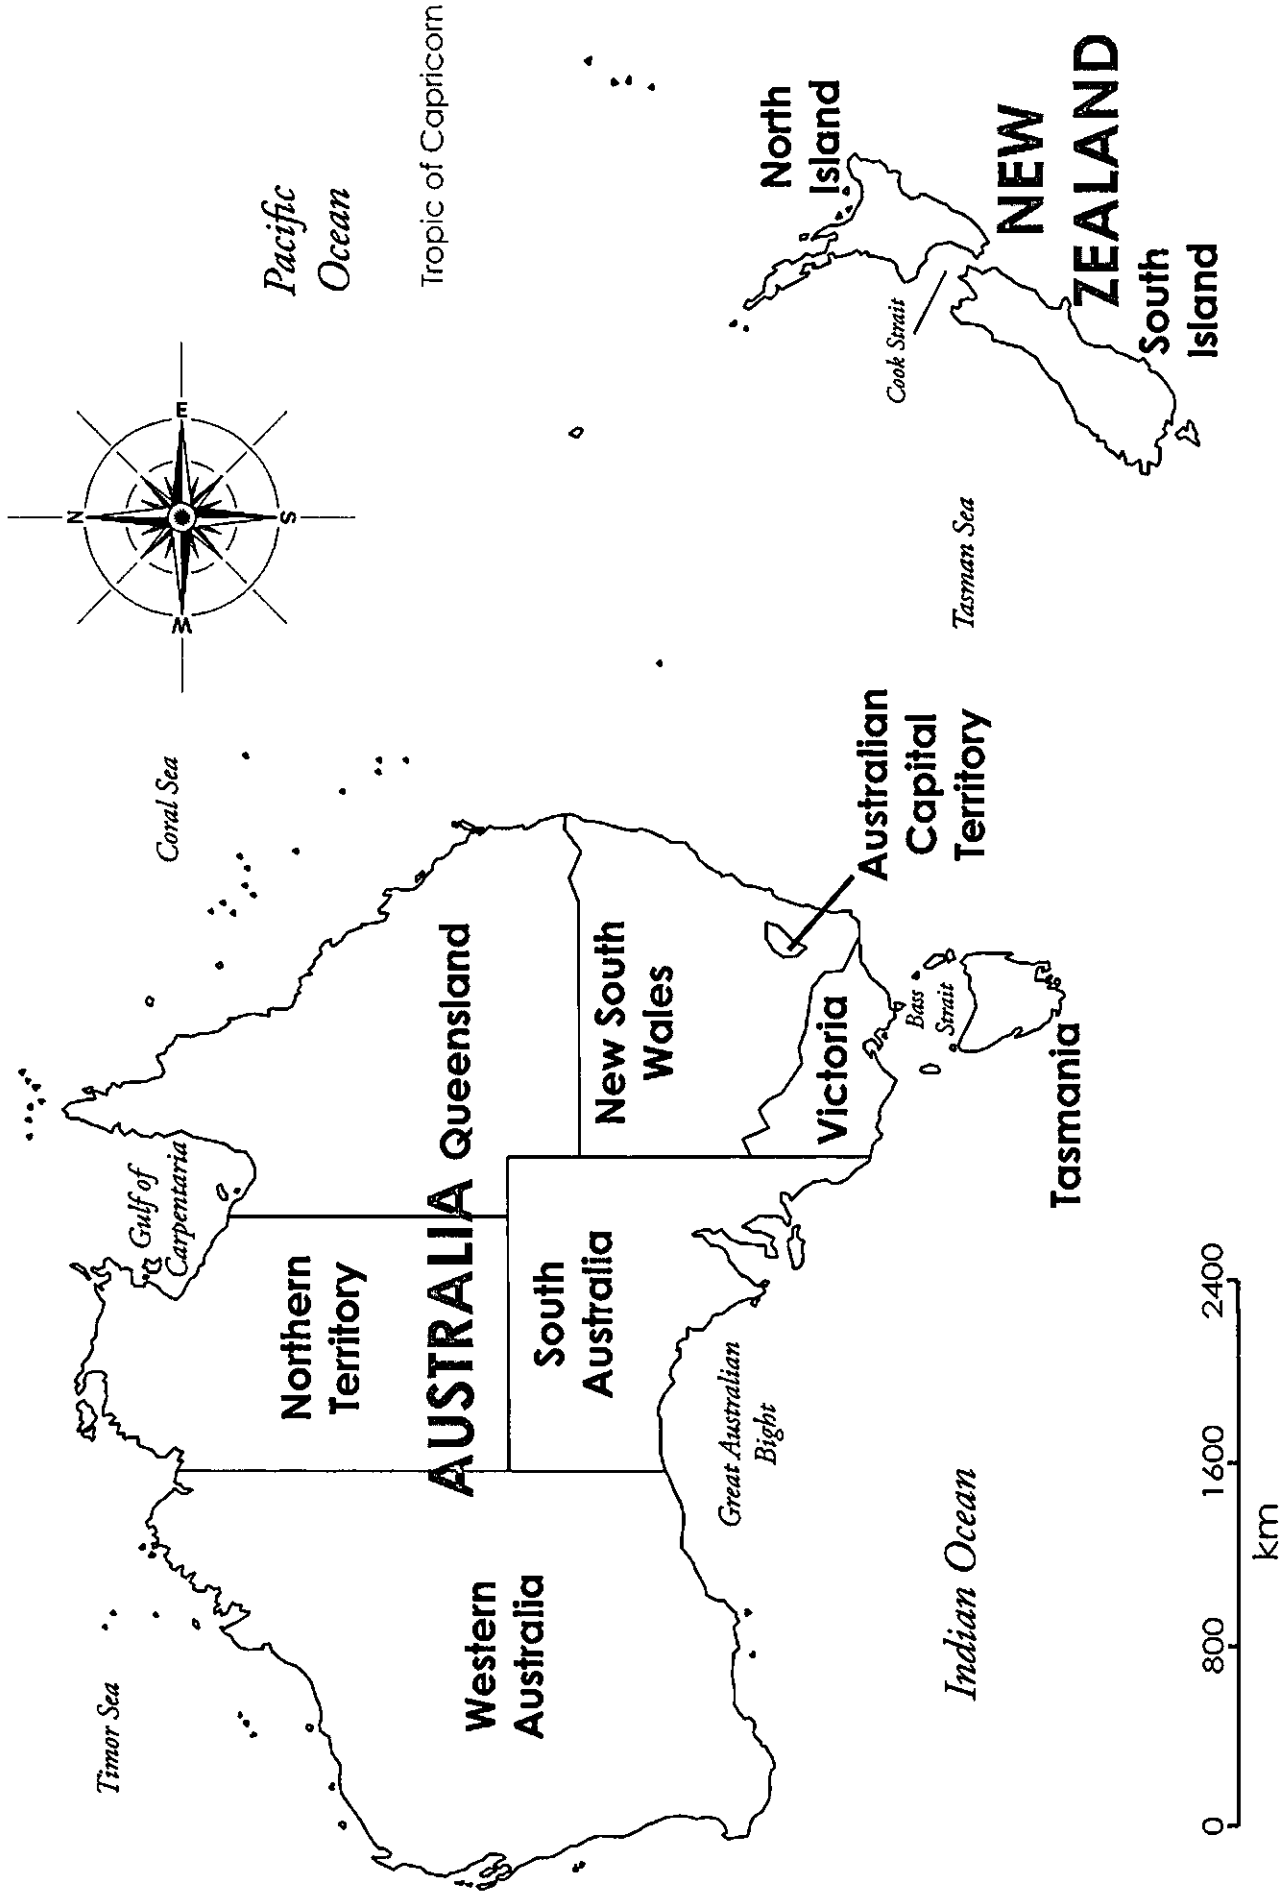 N
W
E
S
Timor Sea
Coral Sea
Gulf of
Carpentaria
Pacific
Ocean
Tropic of Capricorn
Northern
Territory
AUSTRALIA
Queensland
Western
Australia
South
Australia
New South
Wales
Great Australian
Bight
Victoria
Australian
Capital
Territory
Bass
Strait
Tasmania
Tasman Sea
Indian Ocean
North
Island
Cook Strait
NEW
ZEALAND
South
Island
0
800
1600
2400
km